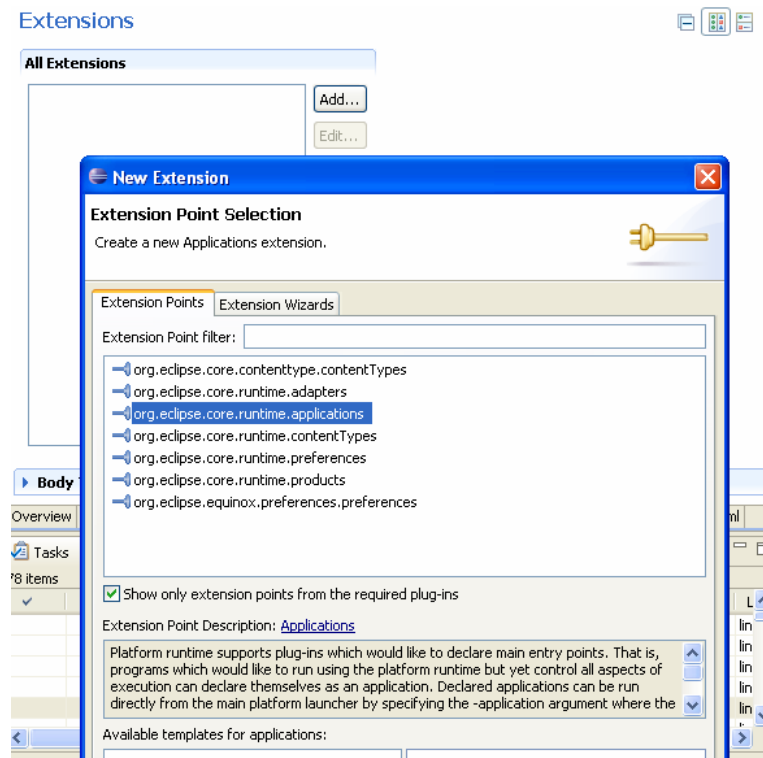 Extensions
All Extensions
Add...
Edit...
New Extension
Extension Point Selection
Create a new Applications extension.
Extension Points
Extension Wizards
Extension Point filter:
org.eclipse.core.contenttype.contentTypes
org.eclipse.core.runtime.adapters
org.eclipse.core.runtime.applications
org.eclipse.core.runtime.contentTypes
org.eclipse.core.runtime.preferences
org.eclipse.core.runtime.products
org.eclipse.equinox.preferences.preferences
Body
Overview
ml
Tasks
78 items
L
Show only extension points from the required plug-ins
Extension Point Description: Applications
lin
lin
lin
lin
lin
Platform runtime supports plug-ins which would like to declare main entry points. That is,
programs which would like to run using the platform runtime but yet control all aspects of
execution can declare themselves as an application. Declared applications can be run
directly from the main platform launcher by specifying the -application argument where the
Available templates for applications: